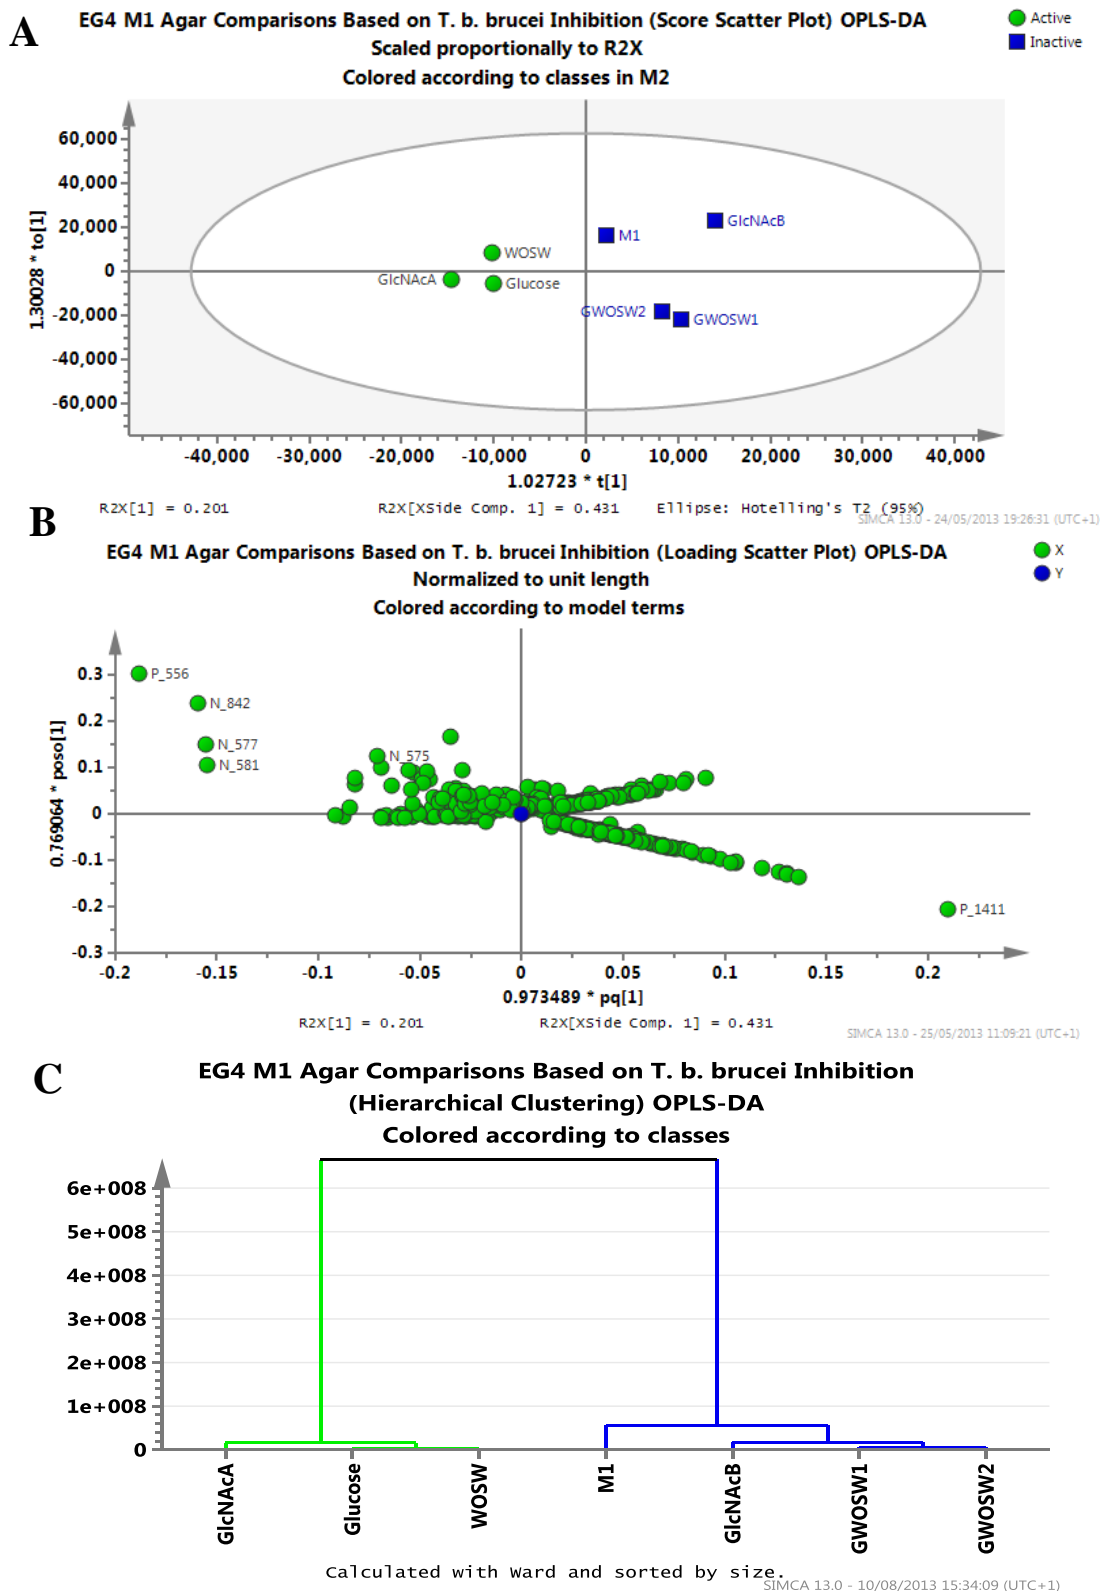 A
EG4 M1 Agar Comparisons Based on T. b. brucei Inhibition (Score Scatter Plot) OPLS-DA
Scaled proportionally to R2X
Colored according to classes in M2
Active
Inactive
1.30028 * to[1]
60,000
40,000
20,000
0
-20,000
-40,000
-60,000
GlcNAcB
M1
WOSW
GlcNAcA
Glucose
GWOSW2
GWOSW1
-40,000 -30,000 -20,000 -10,000 0 10,000 20,000 30,000 40,000
1.02723 * t[1]
R2X[1] = 0.201 R2X[XSide Comp. 1] = 0.431 Ellipse: Hotelling's T2 (95%)
SIMCA 13.0 - 24/05/2013 19:26:31 (UTC+1)
B
EG4 M1 Agar Comparisons Based on T. b. brucei Inhibition (Loading Scatter Plot) OPLS-DA
Normalized to unit length
Colored according to model terms
X
Y
0.769064 * poso[1]
0.3
0.2
0.1
0
-0.1
-0.2
-0.3
P_556
N_842
N_577
N_581
N_575
P_1411
-0.2 -0.15 -0.1 -0.05 0 0.05 0.1 0.15 0.2
0.973489 * pq[1]
R2X[1] = 0.201 R2X[XSide Comp. 1] = 0.431
SIMCA 13.0 - 25/05/2013 11:09:21 (UTC+1)
C
EG4 M1 Agar Comparisons Based on T. b. brucei Inhibition
(Hierarchical Clustering) OPLS-DA
Colored according to classes
6e+008
5e+008
4e+008
3e+008
2e+008
1e+008
0
GlcNAcA
Glucose
WOSW
M1
GlcNAcB
GWOSW1
GWOSW2
Calculated with Ward and sorted by size.
SIMCA 13.0 - 10/08/2013 15:34:09 (UTC+1)